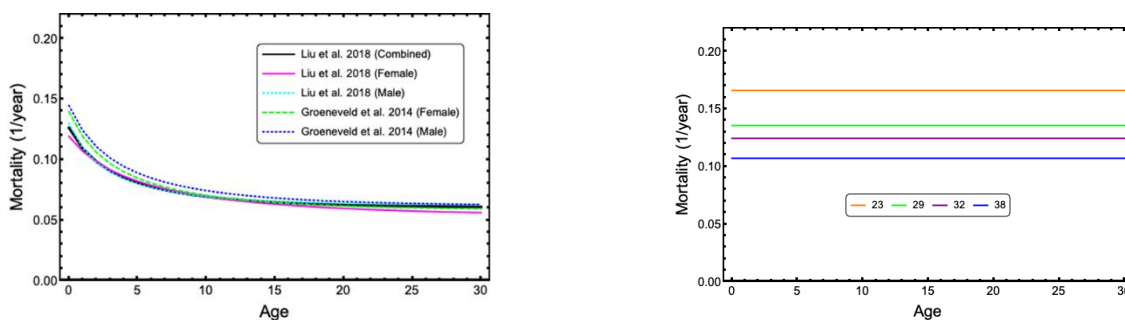 0.20
0.15
0.10
0.05
0.00
Mortality (1/year)
Liu et al. 2018 (Combined)
Liu et al. 2018 (Female)
Liu et al. 2018 (Male)
Groeneveld et al. 2014 (Female)
Groeneveld et al. 2014 (Male)
0 5 10 15 20 25 30
Age
0.20
0.15
0.10
0.05
0.00
Mortality (1/year)
23 29 32 38
0 5 10 15 20 25 30
Age